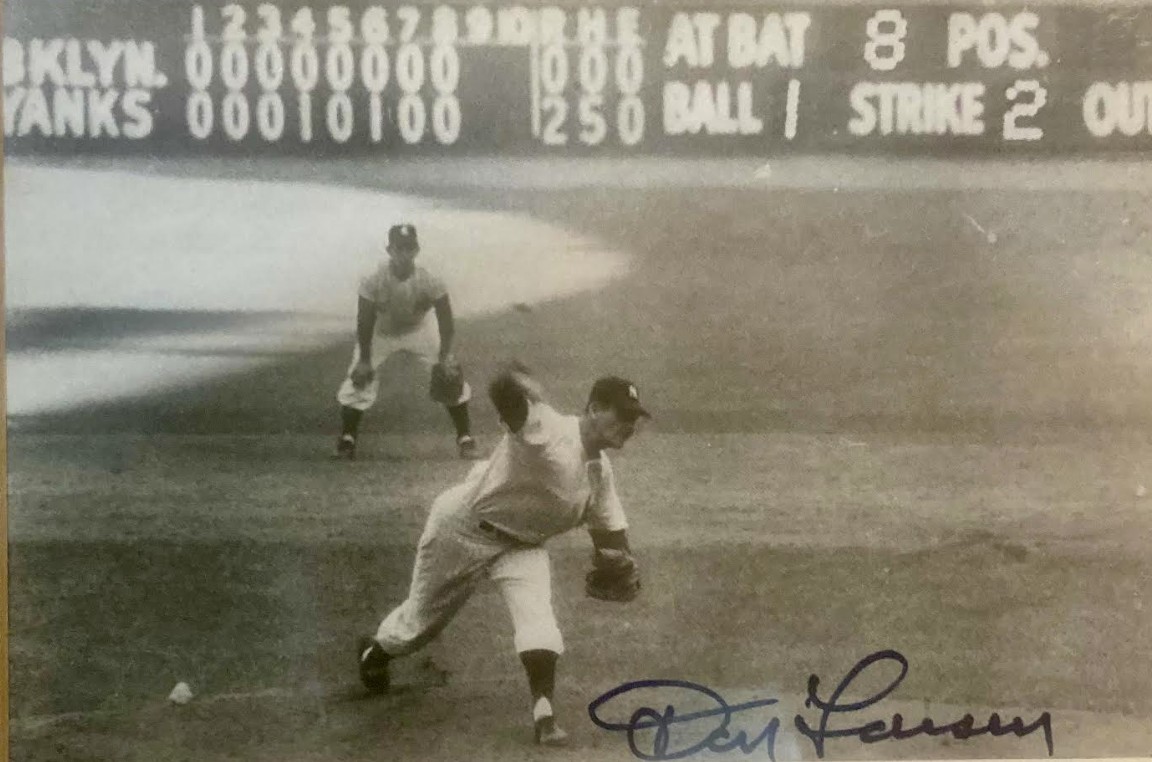 1 2 3 4 5 6 7 8 9 10 R H E
BKLYN. 0 0 0 0 0 0 0 0 0 0 0
YANKS 0 0 0 1 0 1 0 0 2 5 0
AT BAT 8 POS.
BALL 1 STRIKE 2 OUT
Don Larsen